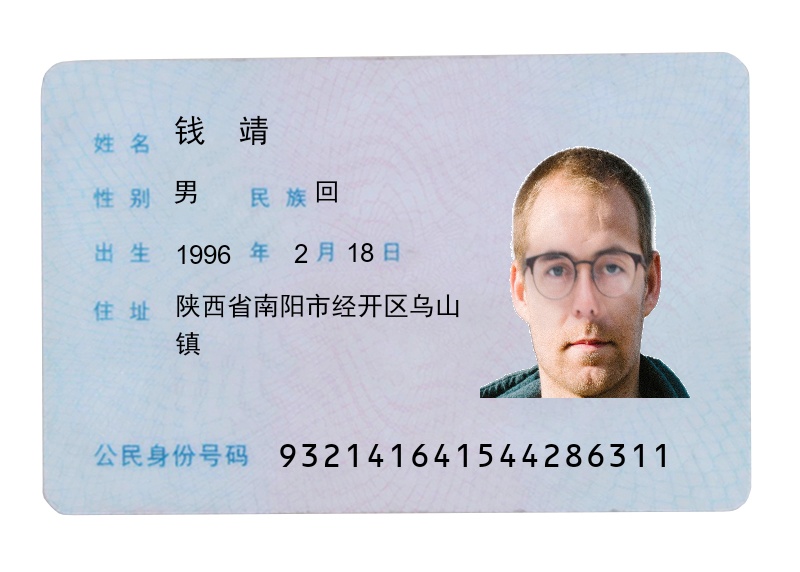 姓名 钱靖
性别 男 民族 回
出生 1996 年 2 月 18 日
住址 陕西省南阳市经开区乌山
镇
公民身份号码 932141641544286311